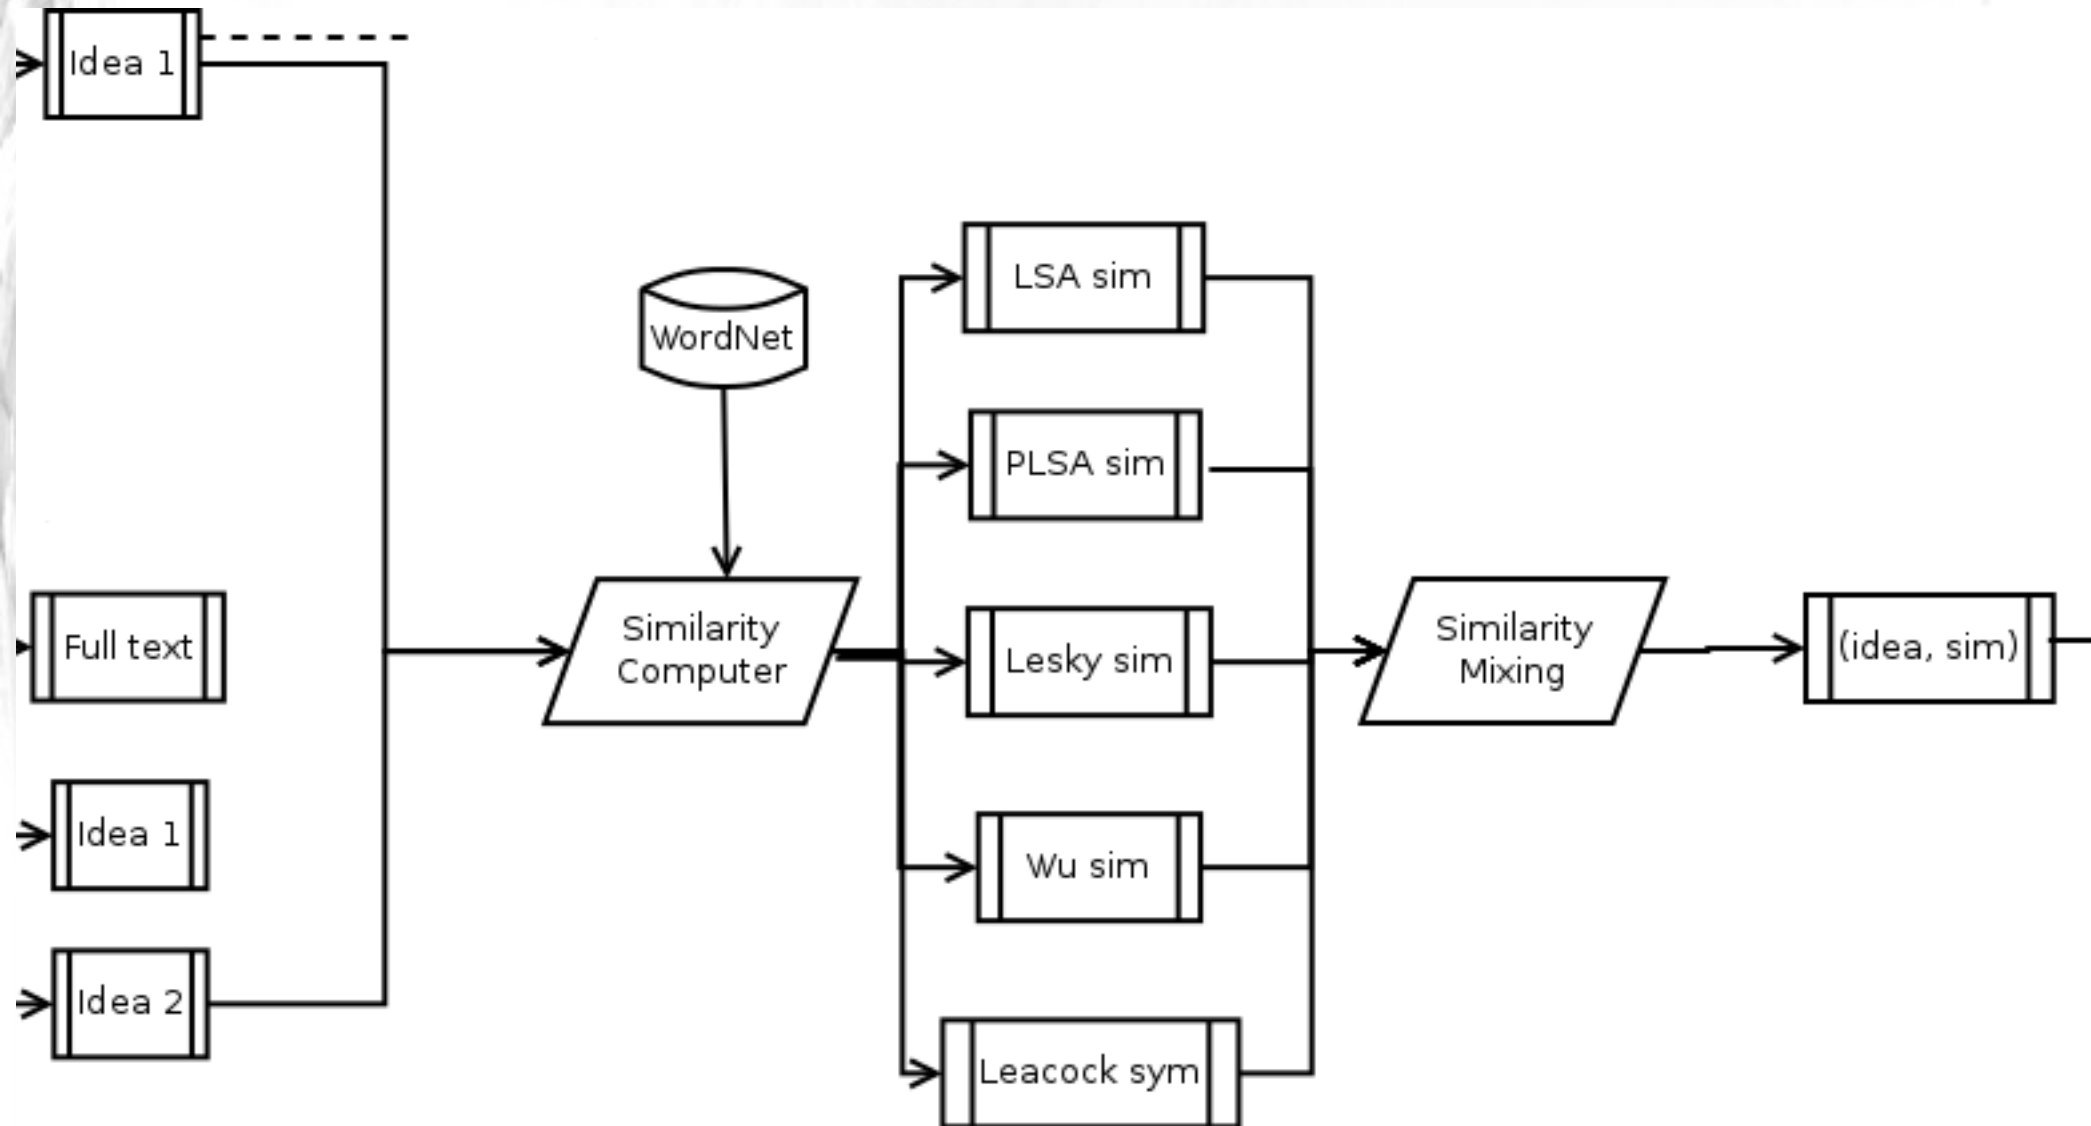 Idea 1
Full text
Idea 1
Idea 2
WordNet
Similarity
Computer
LSA sim
PLSA sim
Lesky sim
Wu sim
Leacock sym
Similarity
Mixing
(idea, sim)